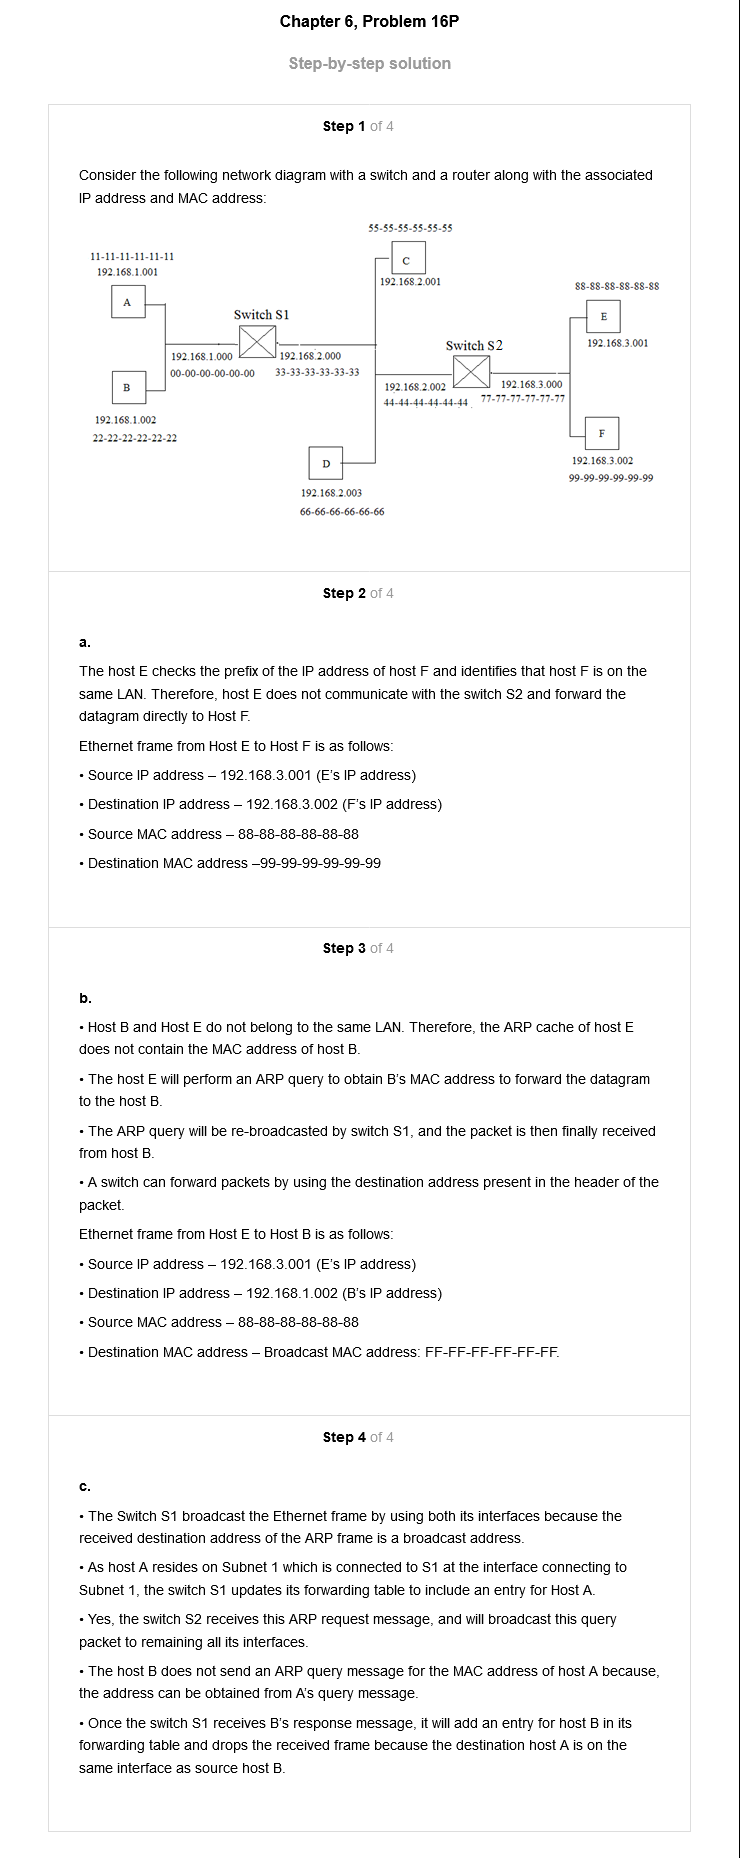 Chapter 6, Problem 16P
Step-by-step solution
Step 1 of 4
Consider the following network diagram with a switch and a router along with the associated
IP address and MAC address:
55-55-55-55-55-55
C
192.168.2.001
11-11-11-11-11-11
192.168.1.001
A
88-88-88-88-88-88
E
192.168.3.001
Switch S1
192.168.1.000
00-00-00-00-00-00
192.168.2.000
33-33-33-33-33-33
Switch S2
192.168.2.002
44-44-44-44-44-44
192.168.3.000
77-77-77-77-77-77
B
192.168.1.002
22-22-22-22-22-22
D
192.168.2.003
66-66-66-66-66-66
F
192.168.3.002
99-99-99-99-99-99
Step 2 of 4
a.
The host E checks the prefix of the IP address of host F and identifies that host F is on the
same LAN. Therefore, host E does not communicate with the switch S2 and forward the
datagram directly to Host F.
Ethernet frame from Host E to Host F is as follows:
• Source IP address – 192.168.3.001 (E's IP address)
• Destination IP address – 192.168.3.002 (F's IP address)
• Source MAC address – 88-88-88-88-88-88
• Destination MAC address –99-99-99-99-99-99
Step 3 of 4
b.
• Host B and Host E do not belong to the same LAN. Therefore, the ARP cache of host E
does not contain the MAC address of host B.
• The host E will perform an ARP query to obtain B's MAC address to forward the datagram
to the host B.
• The ARP query will be re-broadcasted by switch S1, and the packet is then finally received
from host B.
• A switch can forward packets by using the destination address present in the header of the
packet.
Ethernet frame from Host E to Host B is as follows:
• Source IP address – 192.168.3.001 (E's IP address)
• Destination IP address – 192.168.1.002 (B's IP address)
• Source MAC address – 88-88-88-88-88-88
• Destination MAC address – Broadcast MAC address: FF-FF-FF-FF-FF-FF.
Step 4 of 4
c.
• The Switch S1 broadcast the Ethernet frame by using both its interfaces because the
received destination address of the ARP frame is a broadcast address.
• As host A resides on Subnet 1 which is connected to S1 at the interface connecting to
Subnet 1, the switch S1 updates its forwarding table to include an entry for Host A.
• Yes, the switch S2 receives this ARP request message, and will broadcast this query
packet to remaining all its interfaces.
• The host B does not send an ARP query message for the MAC address of host A because,
the address can be obtained from A's query message.
• Once the switch S1 receives B's response message, it will add an entry for host B in its
forwarding table and drops the received frame because the destination host A is on the
same interface as source host B.